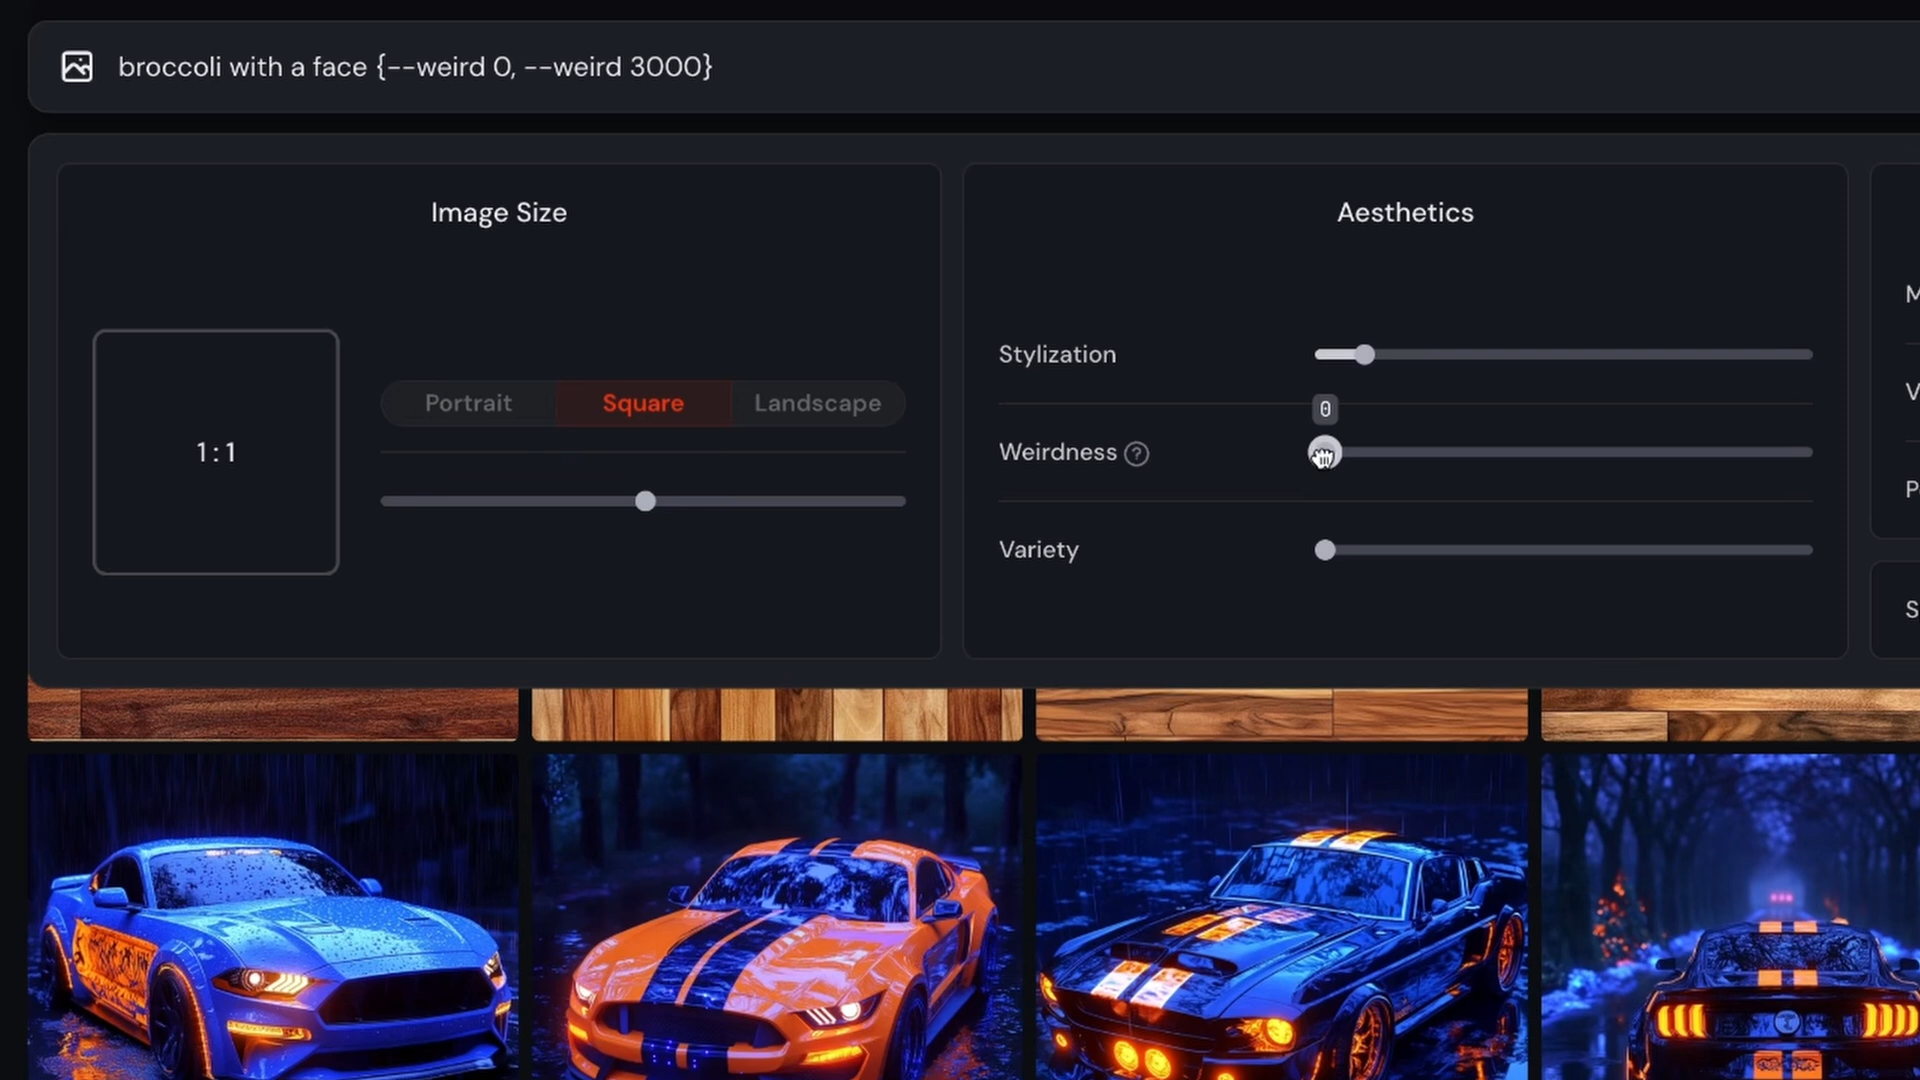 broccoli with a face {--weird 0, --weird 3000}
Image Size
1:1
Portrait
Square
Landscape
Aesthetics
Stylization
0
Weirdness ?
Variety
M
V
P
S